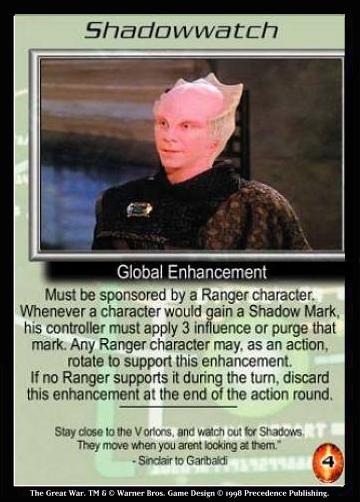 Shadowwatch
Global Enhancement
Must be sponsored by a Ranger character.
Whenever a character would gain a Shadow Mark,
his controller must apply 3 influence or purge that
mark. Any Ranger character may, as an action,
rotate to support this enhancement.
If no Ranger supports it during the turn, discard
this enhancement at the end of the action round.
Stay close to the Vorlons, and watch out for Shadows.
They move when you arent looking at them."
- Sinclair to Garibaldi
4
The Great War. TM & © Warner Bros. Game Design © 1998 Precedence Publishing.